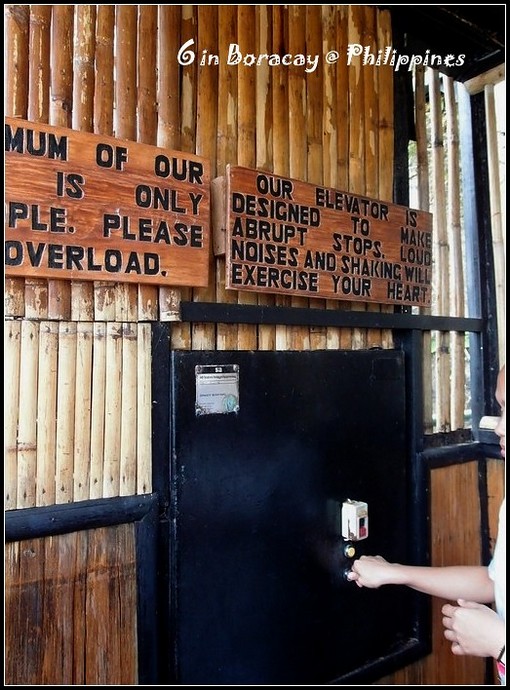 6 in Boracay @ Philippines
MUM OF OUR
IS ONLY
PLE. PLEASE
OVERLOAD.
OUR ELEVATOR IS
DESIGNED TO MAKE
ABRUPT STOPS. LOUD
NOISES AND SHAKING WILL
EXERCISE YOUR HEART.